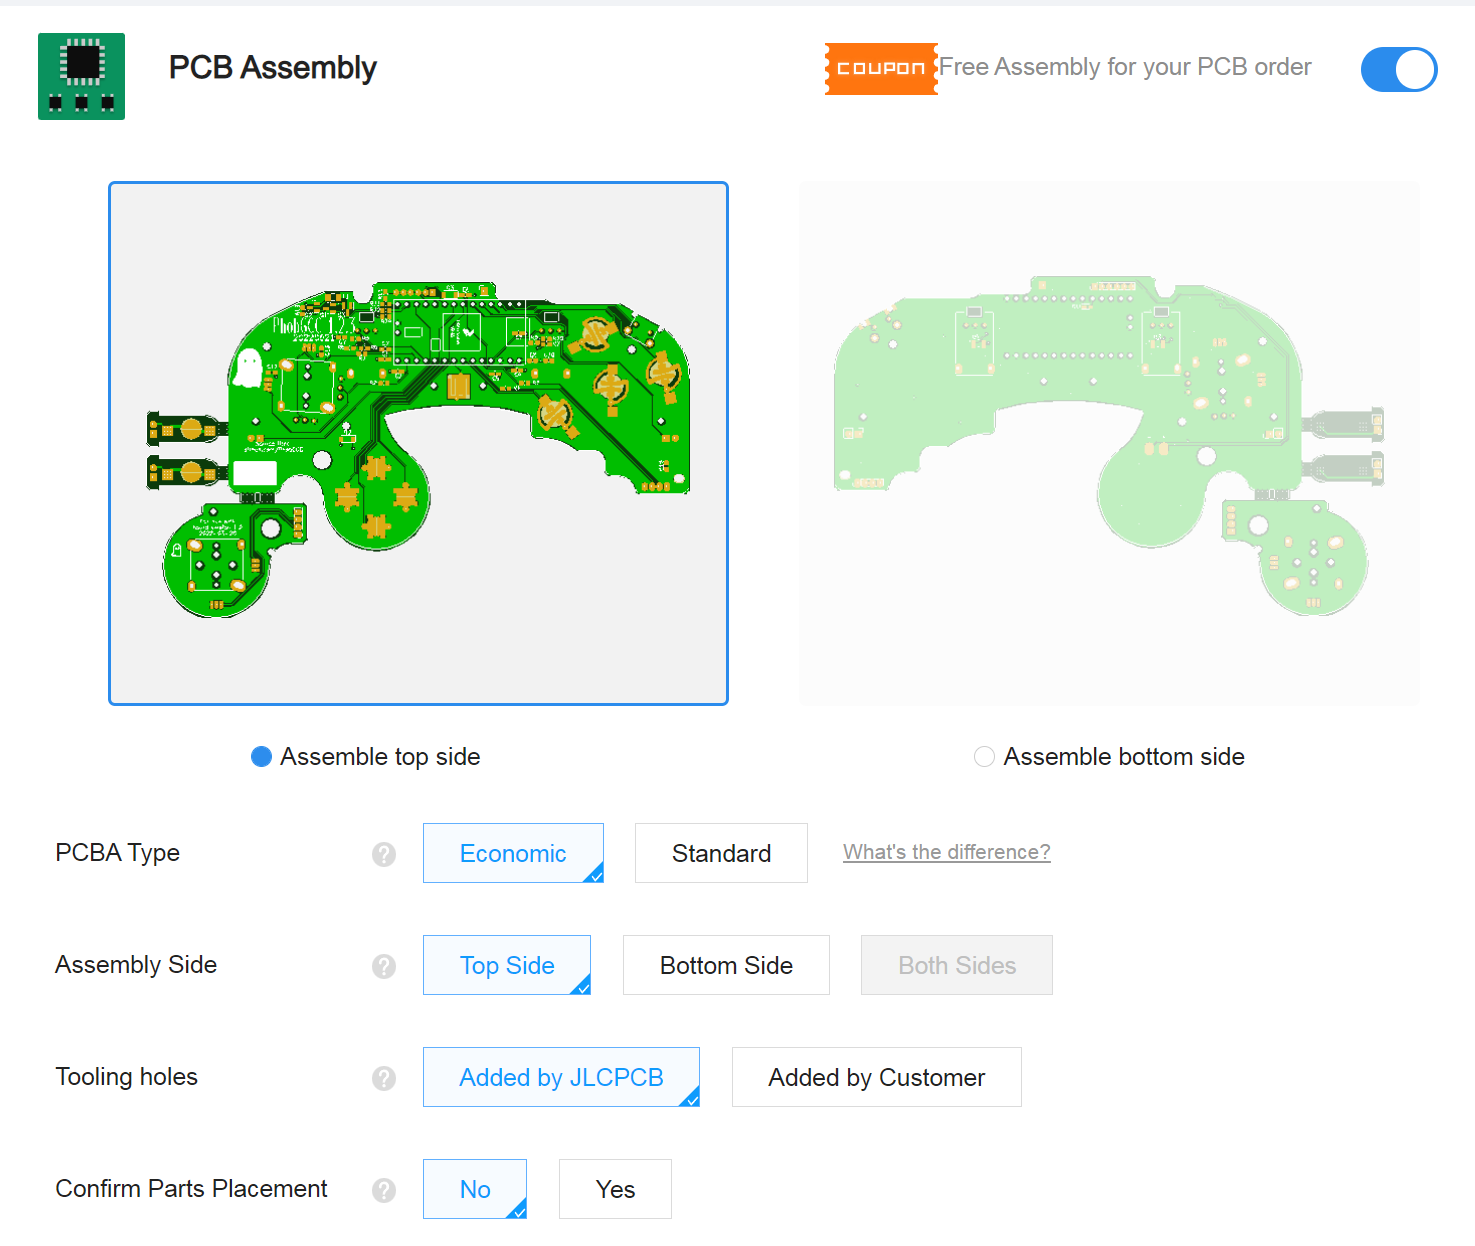 PCB Assembly
COUPON Free Assembly for your PCB order
PhobGCC 1.2.3
Assemble top side
Assemble bottom side
PCBA Type ? Economic Standard What's the difference?
Assembly Side ? Top Side Bottom Side Both Sides
Tooling holes ? Added by JLCPCB Added by Customer
Confirm Parts Placement ? No Yes